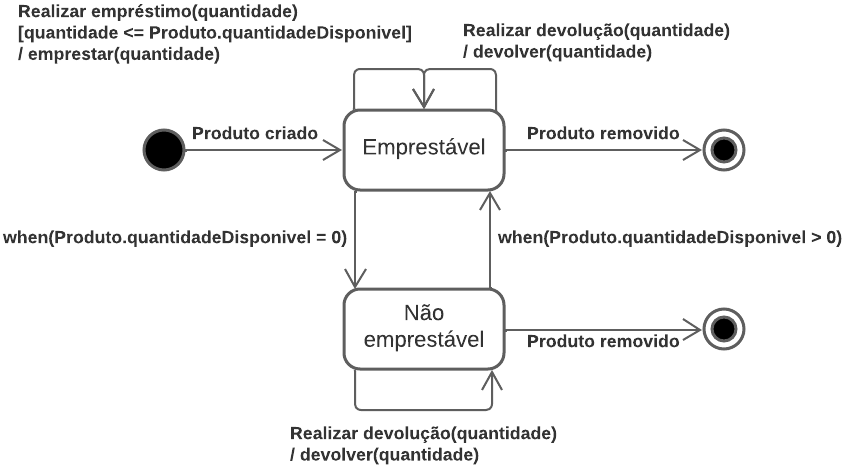 Realizar empréstimo(quantidade)
[quantidade <= Produto.quantidadeDisponivel]
/ emprestar(quantidade)
Realizar devolução(quantidade)
/ devolver(quantidade)
Produto criado
Emprestável
Produto removido
when(Produto.quantidadeDisponivel = 0)
when(Produto.quantidadeDisponivel > 0)
Não
emprestável
Produto removido
Realizar devolução(quantidade)
/ devolver(quantidade)